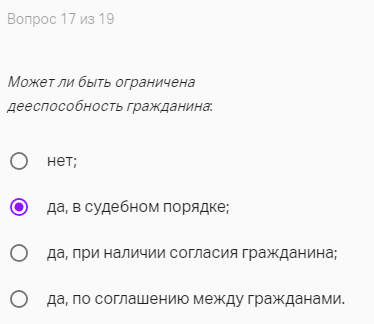 Вопрос 17 из 19
Может ли быть ограничена
дееспособность гражданина:
нет;
да, в судебном порядке;
да, при наличии согласия гражданина;
да, по соглашению между гражданами.